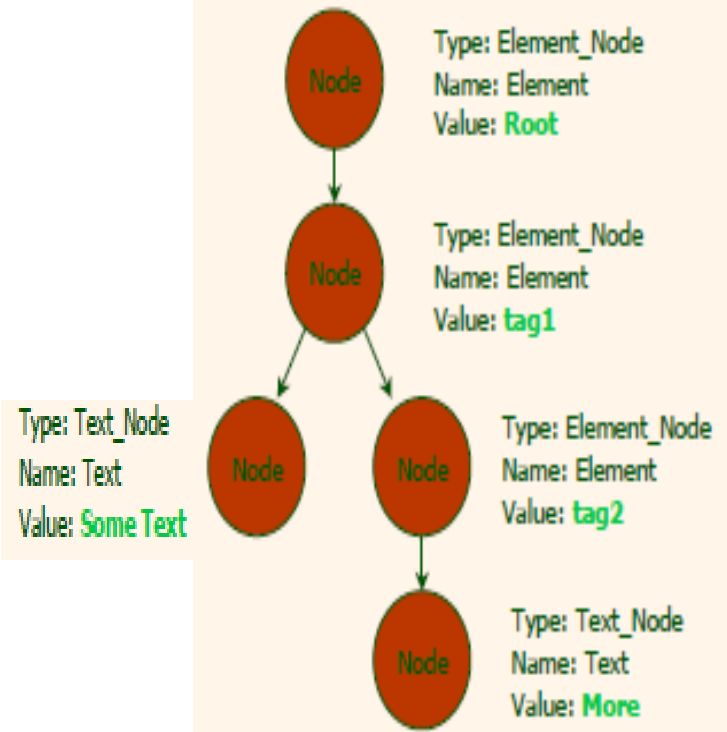 Node
Type: Element_Node
Name: Element
Value: Root
Node
Type: Element_Node
Name: Element
Value: tag1
Type: Text_Node
Name: Text
Value: Some Text
Node
Node
Type: Element_Node
Name: Element
Value: tag2
Node
Type: Text_Node
Name: Text
Value: More